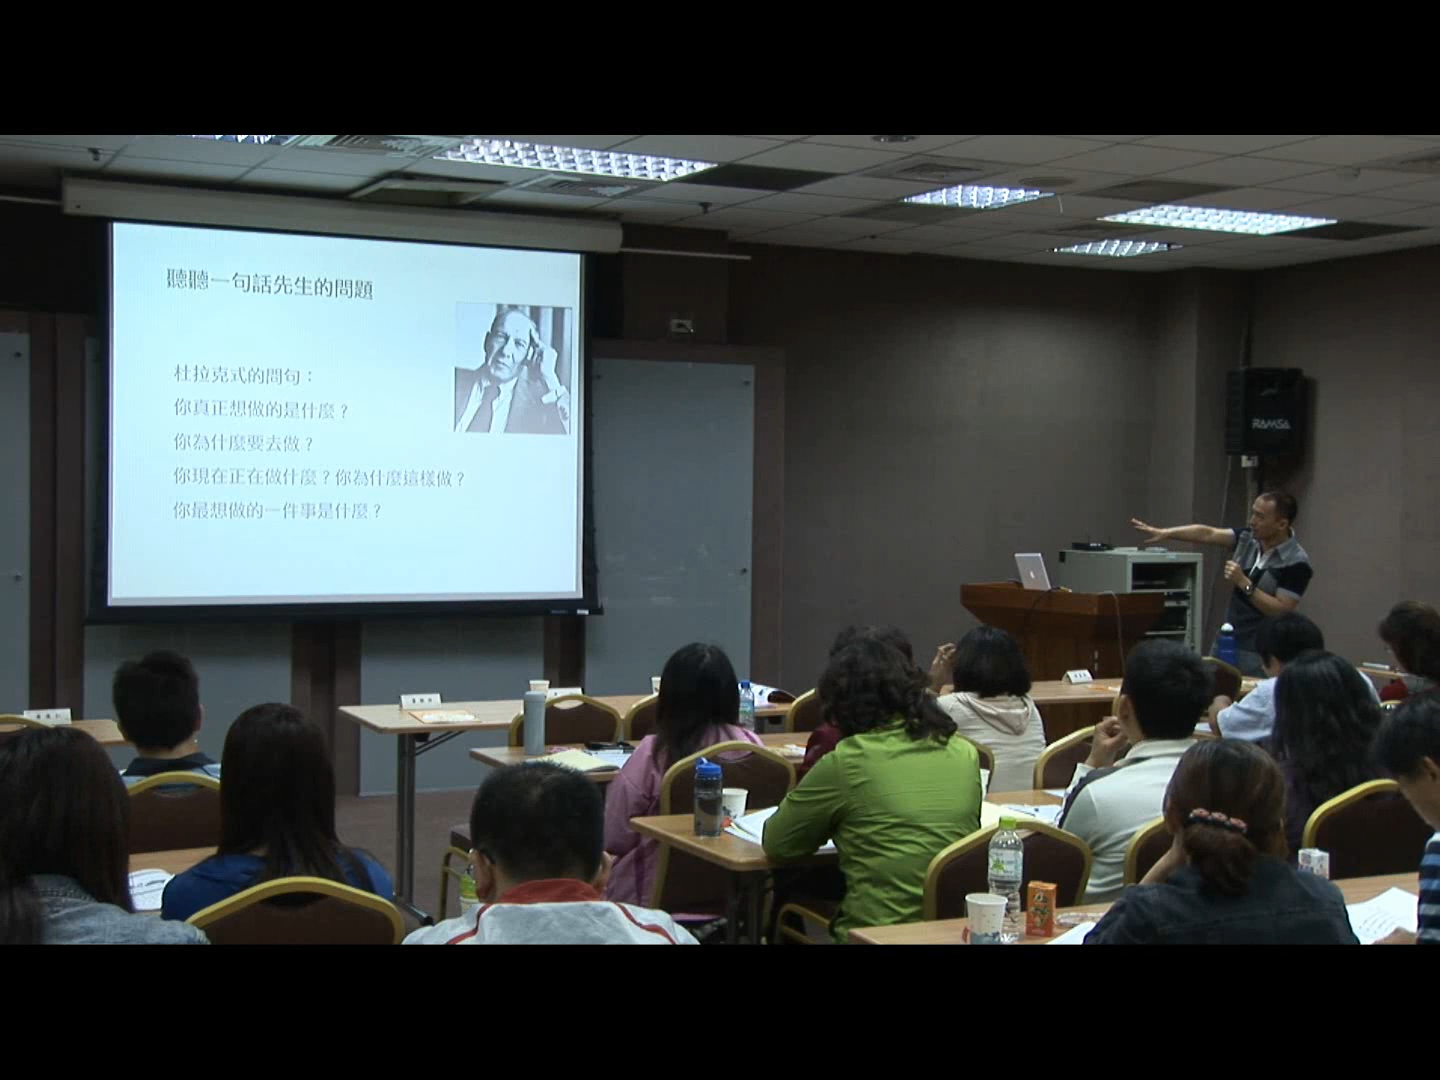 聽聽一句話先生的問題
杜拉克式的問句：
你真正想做的是什麼？
你為什麼要去做？
你現在正在做什麼？你為什麼這樣做？
你最想做的一件事是什麼？
RAMSA